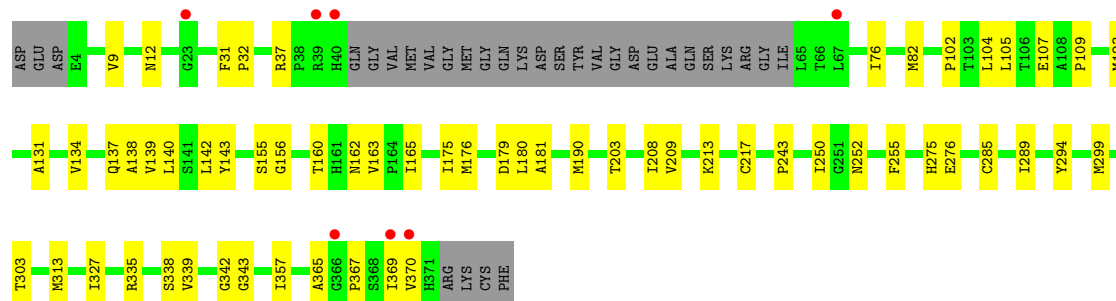 ASP GLU ASP E4 V9 N12 G23 F31 P32 R37 P38 R39 H40 GLN GLY VAL MET VAL GLY MET GLY GLN LYS ASP SER TYR VAL GLY ASP GLU ALA GLN SER LYS ARG GLY ILE L65 T66 L67 I76 M82 P102 T103 L104 L105 T106 E107 A108 P109
A131 V134 Q137 A138 V139 L140 S141 L142 Y143 S155 G156 T160 H161 N162 V163 P164 I165 I175 M176 D179 L180 A181 M190 T203 I208 V209 K213 C217 P243 I250 G251 N252 F255 H275 E276 C285 I289 Y294 M299
T303 M313 I327 R335 S338 V339 G342 G343 I357 A365 G366 P367 S368 I369 V370 H371 ARG LYS CYS PHE